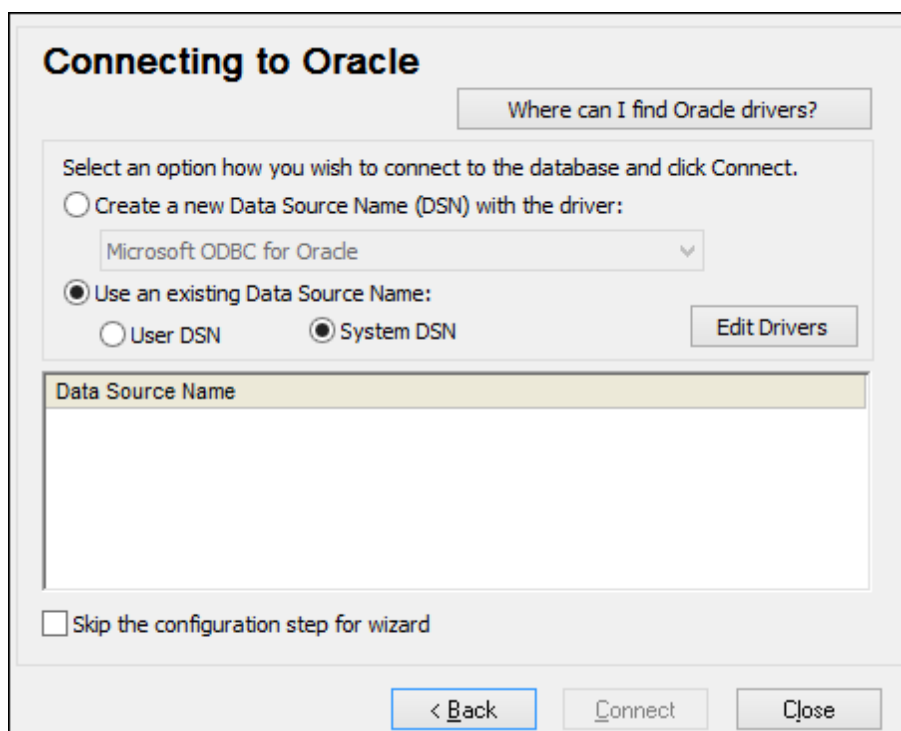 Connecting to Oracle
Where can I find Oracle drivers?
Select an option how you wish to connect to the database and click Connect.
Create a new Data Source Name (DSN) with the driver:
Microsoft ODBC for Oracle
Use an existing Data Source Name:
User DSN System DSN Edit Drivers
Data Source Name
Skip the configuration step for wizard
< Back Connect Close